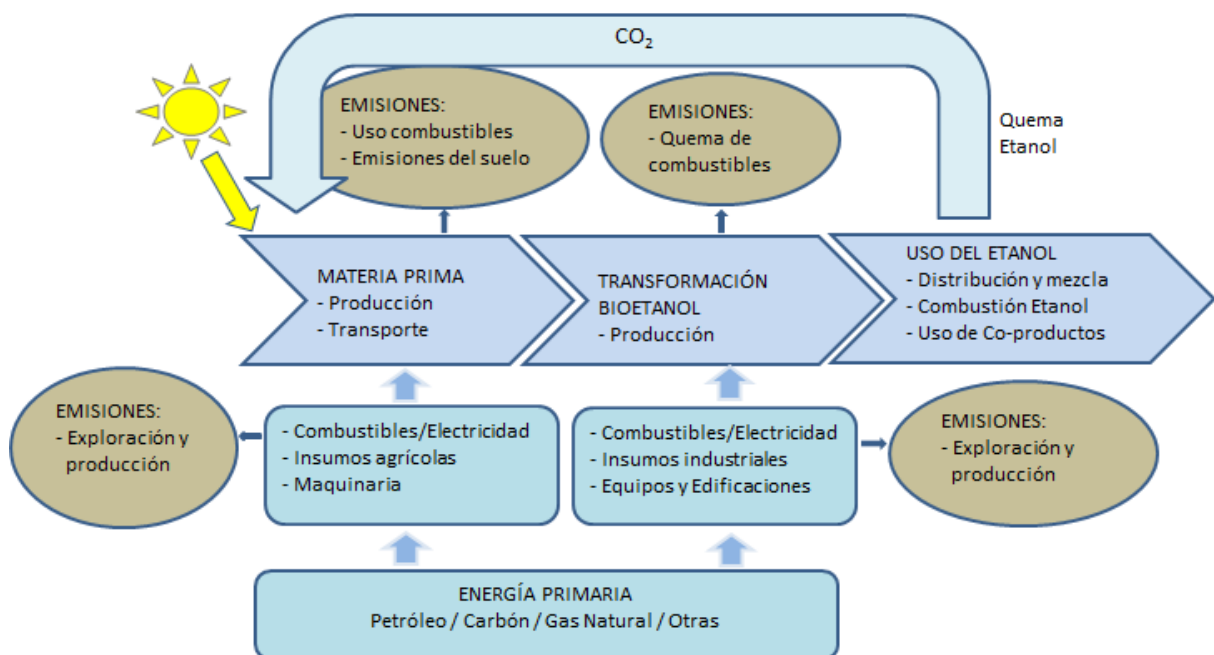 CO₂
EMISIONES:
- Uso combustibles
- Emisiones del suelo
EMISIONES:
- Quema de
combustibles
Quema
Etanol
MATERIA PRIMA
- Producción
- Transporte
TRANSFORMACIÓN
BIOETANOL
- Producción
USO DEL ETANOL
- Distribución y mezcla
- Combustión Etanol
- Uso de Co-productos
EMISIONES:
- Exploración y
producción
- Combustibles/Electricidad
- Insumos agrícolas
- Maquinaria
- Combustibles/Electricidad
- Insumos industriales
- Equipos y Edificaciones
EMISIONES:
- Exploración y
producción
ENERGÍA PRIMARIA
Petróleo / Carbón / Gas Natural / Otras